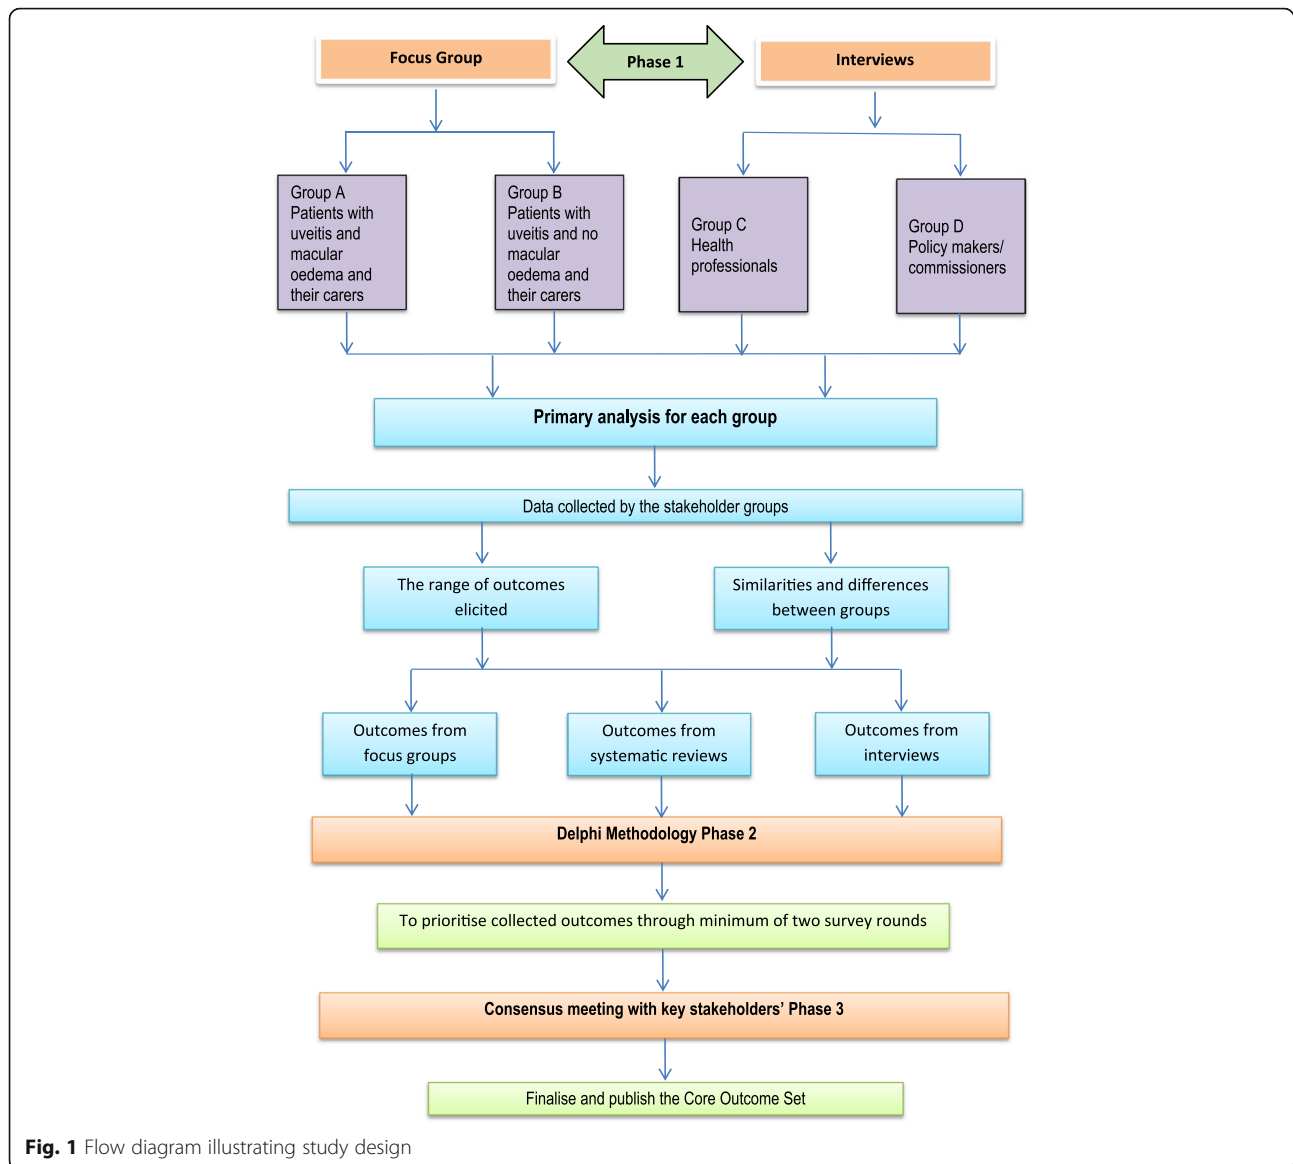 Focus Group
Phase 1
Interviews
Group A
Patients with
uveitis and
macular
oedema and
their carers
Group B
Patients with
uveitis and no
macular
oedema and
their carers
Group C
Health
professionals
Group D
Policy makers/
commissioners
Primary analysis for each group
Data collected by the stakeholder groups
The range of outcomes
elicited
Similarities and differences
between groups
Outcomes from
focus groups
Outcomes from
systematic reviews
Outcomes from
interviews
Delphi Methodology Phase 2
To prioritise collected outcomes through minimum of two survey rounds
Consensus meeting with key stakeholders’ Phase 3
Finalise and publish the Core Outcome Set
Fig. 1 Flow diagram illustrating study design